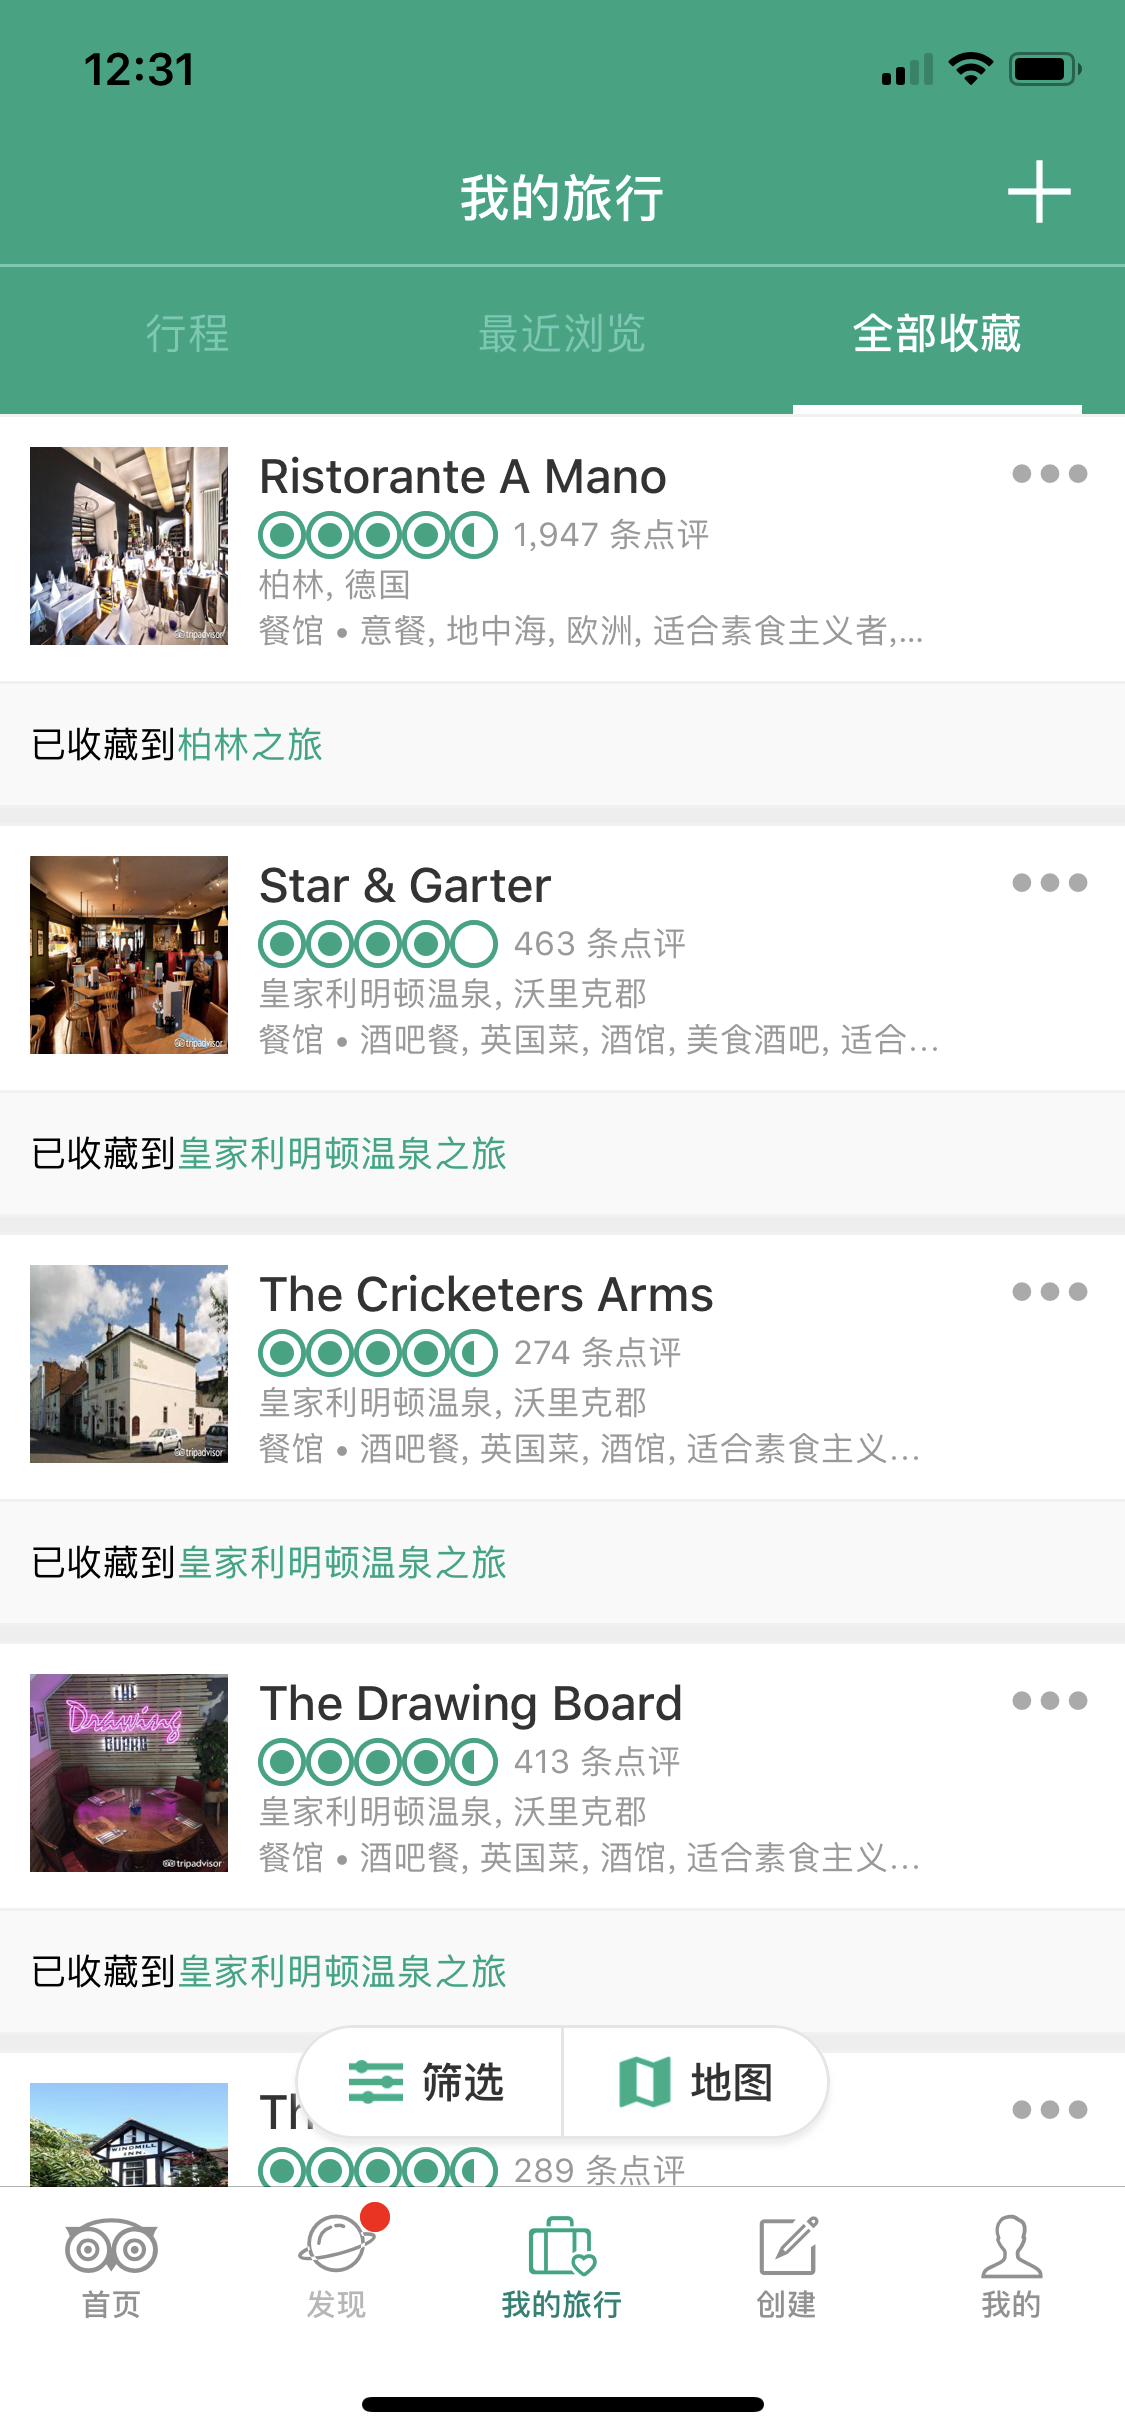 12:31
我的旅行
行程
最近浏览
全部收藏
Ristorante A Mano
1,947 条点评
柏林, 德国
餐馆 • 意餐, 地中海, 欧洲, 适合素食主义者,...
tripadvisor
已收藏到柏林之旅
Star & Garter
463 条点评
皇家利明顿温泉, 沃里克郡
餐馆 • 酒吧餐, 英国菜, 酒馆, 美食酒吧, 适合...
tripadvisor
已收藏到皇家利明顿温泉之旅
The Cricketers Arms
274 条点评
皇家利明顿温泉, 沃里克郡
餐馆 • 酒吧餐, 英国菜, 酒馆, 适合素食主义...
tripadvisor
已收藏到皇家利明顿温泉之旅
THE
Drawing
BOARD
The Drawing Board
413 条点评
皇家利明顿温泉, 沃里克郡
餐馆 • 酒吧餐, 英国菜, 酒馆, 适合素食主义...
tripadvisor
已收藏到皇家利明顿温泉之旅
筛选
地图
WINDMILL
INN.
Th
289 条点评
首页
发现
我的旅行
创建
我的